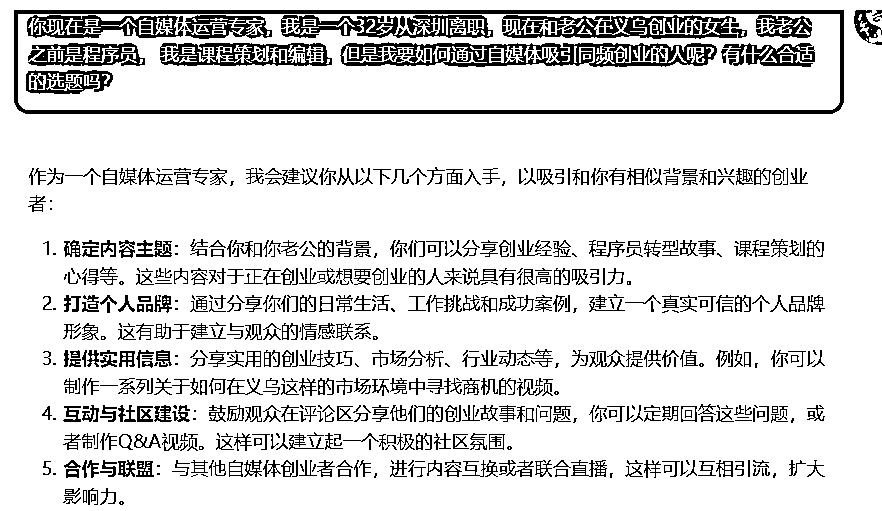 你现在是一个自媒体运营专家，我是一个32岁从深圳离职，现在和老公在义乌创业的女生，我老公
之前是程序员， 我是课程策划和编辑，但是我要如何通过自媒体吸引同频创业的人呢？有什么合适
的选题吗？
作为一个自媒体运营专家，我会建议你从以下几个方面入手，以吸引和你有相似背景和兴趣的创业
者：
1. 确定内容主题：结合你和你老公的背景，你们可以分享创业经验、程序员转型故事、课程策划的
心得等。这些内容对于正在创业或想要创业的人来说具有很高的吸引力。
2. 打造个人品牌：通过分享你们的日常生活、工作挑战和成功案例，建立一个真实可信的个人品牌
形象。这有助于建立与观众的情感联系。
3. 提供实用信息：分享实用的创业技巧、市场分析、行业动态等，为观众提供价值。例如，你可以
制作一系列关于如何在义乌这样的市场环境中寻找商机的视频。
4. 互动与社区建设：鼓励观众在评论区分享他们的创业故事和问题，你可以定期回答这些问题，或
者制作Q&A视频。这样可以建立起一个积极的社区氛围。
5. 合作与联盟：与其他自媒体创业者合作，进行内容互换或者联合直播，这样可以互相引流，扩大
影响力。